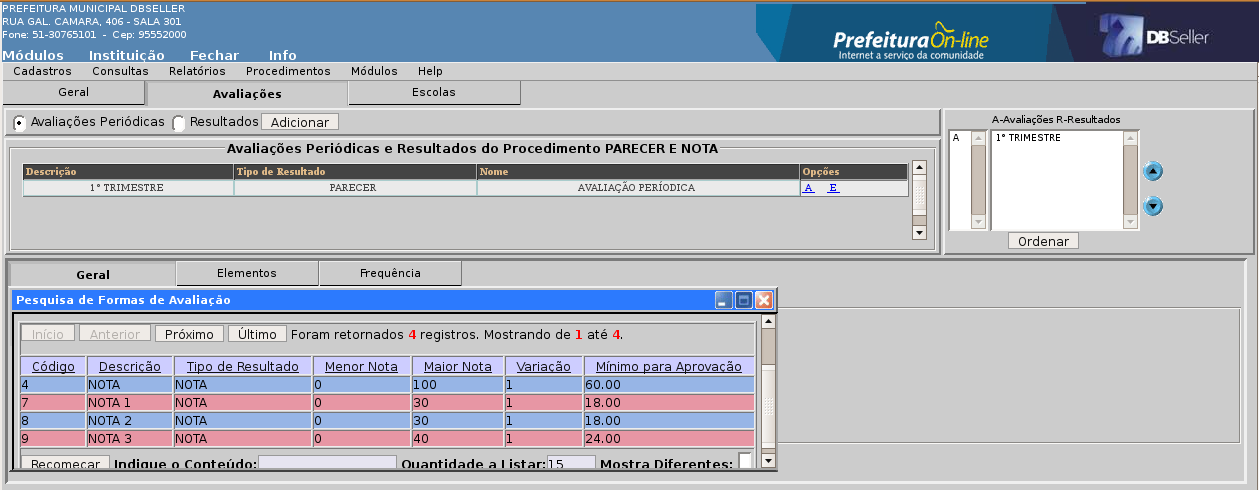 PREFEITURA MUNICIPAL DBSELLER
RUA GAL. CAMARA, 406 - SALA 301
Fone: 51-30765101 - Cep: 95552000
Prefeitura On-line
Internet a serviço da comunidade
DBSeller
Módulos Instituição Fechar Info
Cadastros Consultas Relatórios Procedimentos Módulos Help
Geral Avaliações Escolas
Avaliações Periódicas Resultados Adicionar
A-Avaliações R-Resultados
A 1° TRIMESTRE
Ordenar
Avaliações Periódicas e Resultados do Procedimento PARECER E NOTA
Descrição Tipo de Resultado Nome Opções
1° TRIMESTRE PARECER AVALIAÇÃO PERÍODICA A E
Geral Elementos Frequência
Pesquisa de Formas de Avaliação
Início Anterior Próximo Último Foram retornados 4 registros. Mostrando de 1 até 4.
Código Descrição Tipo de Resultado Menor Nota Maior Nota Variação Mínimo para Aprovação
4 NOTA NOTA 0 100 1 60.00
7 NOTA 1 NOTA 0 30 1 18.00
8 NOTA 2 NOTA 0 30 1 18.00
9 NOTA 3 NOTA 0 40 1 24.00
Recomeçar Indique o Conteúdo: Quantidade a Listar: 15 Mostra Diferentes: